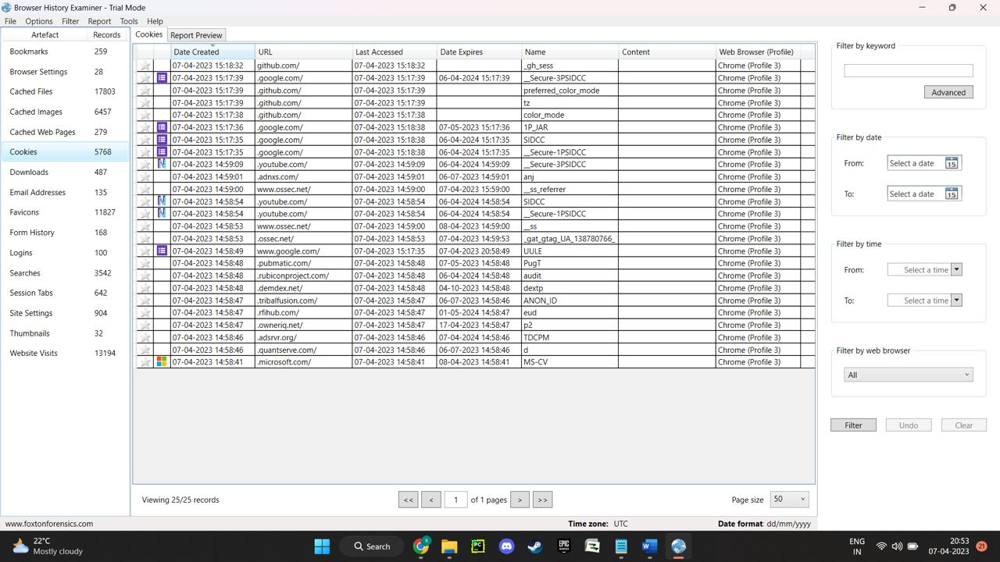 Browser History Examiner - Trial Mode
File Options Filter Report Tools Help
Artefact Records
Bookmarks 259
Browser Settings 28
Cached Files 17803
Cached Images 6457
Cached Web Pages 279
Cookies 5768
Downloads 487
Email Addresses 135
Favicons 11827
Form History 168
Logins 100
Searches 3542
Session Tabs 642
Site Settings 904
Thumbnails 32
Website Visits 13194
Cookies Report Preview
Date Created URL Last Accessed Date Expires Name Content Web Browser (Profile)
07-04-2023 15:18:32 github.com/ 07-04-2023 15:18:32 _gh_sess Chrome (Profile 3)
07-04-2023 15:17:39 .google.com/ 07-04-2023 15:17:39 06-04-2024 15:17:39 __Secure-3PSIDCC Chrome (Profile 3)
07-04-2023 15:17:39 .github.com/ 07-04-2023 15:17:39 preferred_color_mode Chrome (Profile 3)
07-04-2023 15:17:39 .github.com/ 07-04-2023 15:17:39 tz Chrome (Profile 3)
07-04-2023 15:17:38 .github.com/ 07-04-2023 15:17:39 color_mode Chrome (Profile 3)
07-04-2023 15:17:36 .google.com/ 07-04-2023 15:18:38 07-05-2023 15:17:36 1P_JAR Chrome (Profile 3)
07-04-2023 15:17:35 .google.com/ 07-04-2023 15:18:38 06-04-2024 15:17:35 SIDCC Chrome (Profile 3)
07-04-2023 15:17:35 .google.com/ 07-04-2023 15:18:38 06-04-2024 15:17:35 __Secure-1PSIDCC Chrome (Profile 3)
07-04-2023 14:59:09 .youtube.com/ 07-04-2023 14:59:09 06-04-2024 14:59:09 __Secure-3PSIDCC Chrome (Profile 3)
07-04-2023 14:59:01 .adnxs.com/ 07-04-2023 14:59:01 06-07-2023 14:59:01 anj Chrome (Profile 3)
07-04-2023 14:59:00 www.ossec.net/ 07-04-2023 14:59:00 07-04-2023 15:59:00 __ss_referrer Chrome (Profile 3)
07-04-2023 14:58:54 .youtube.com/ 07-04-2023 14:58:54 06-04-2024 14:58:54 SIDCC Chrome (Profile 3)
07-04-2023 14:58:54 .youtube.com/ 07-04-2023 14:58:54 06-04-2024 14:58:54 __Secure-1PSIDCC Chrome (Profile 3)
07-04-2023 14:58:53 www.ossec.net/ 07-04-2023 14:59:00 08-04-2023 14:59:00 __ss Chrome (Profile 3)
07-04-2023 14:58:53 .ossec.net/ 07-04-2023 14:58:53 07-04-2023 14:59:53 _gat_gtag_UA_138780766_ Chrome (Profile 3)
07-04-2023 14:58:49 www.google.com/ 07-04-2023 15:17:35 07-04-2023 20:58:49 UULE Chrome (Profile 3)
07-04-2023 14:58:48 .pubmatic.com/ 07-04-2023 14:58:48 07-05-2023 14:58:48 PugT Chrome (Profile 3)
07-04-2023 14:58:48 .rubiconproject.com/ 07-04-2023 14:58:48 06-04-2024 14:58:48 audit Chrome (Profile 3)
07-04-2023 14:58:48 .demdex.net/ 07-04-2023 14:58:48 04-10-2023 14:58:48 dextp Chrome (Profile 3)
07-04-2023 14:58:47 .tribalfusion.com/ 07-04-2023 14:58:47 06-07-2023 14:58:46 ANON_ID Chrome (Profile 3)
07-04-2023 14:58:47 .rfihub.com/ 07-04-2023 14:58:47 01-05-2024 14:58:47 eud Chrome (Profile 3)
07-04-2023 14:58:47 .owneriq.net/ 07-04-2023 14:58:47 17-04-2023 14:58:47 p2 Chrome (Profile 3)
07-04-2023 14:58:46 .adsrvr.org/ 07-04-2023 14:58:46 07-04-2024 14:58:46 TDCPM Chrome (Profile 3)
07-04-2023 14:58:46 .quantserve.com/ 07-04-2023 14:58:46 06-07-2023 14:58:46 d Chrome (Profile 3)
07-04-2023 14:58:41 .microsoft.com/ 07-04-2023 14:58:41 08-04-2023 14:58:41 MS-CV Chrome (Profile 3)
Viewing 25/25 records << < 1 of 1 pages > >> Page size 50
Filter by keyword
Advanced
Filter by date
From: Select a date 15
To: Select a date 15
Filter by time
From: Select a time
To: Select a time
Filter by web browser
All
Filter Undo Clear
www.foxtonforensics.com Time zone: UTC Date format: dd/mm/yyyy
22°C
Mostly cloudy
Search
8
PC
EPIC
GAMES
W
ENG
IN
20:53
07-04-2023
21